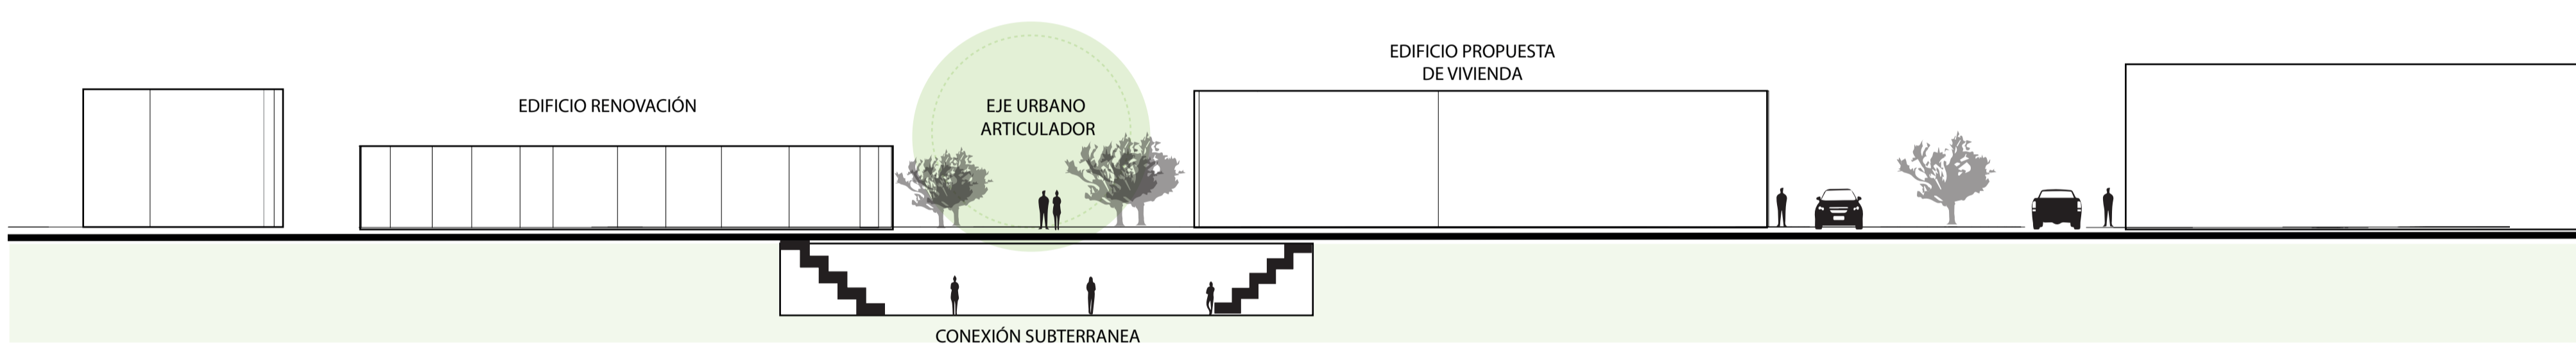 EDIFICIO RENOVACIÓN
EJE URBANO
ARTICULADOR
EDIFICIO PROPUESTA
DE VIVIENDA
CONEXIÓN SUBTERRANEA